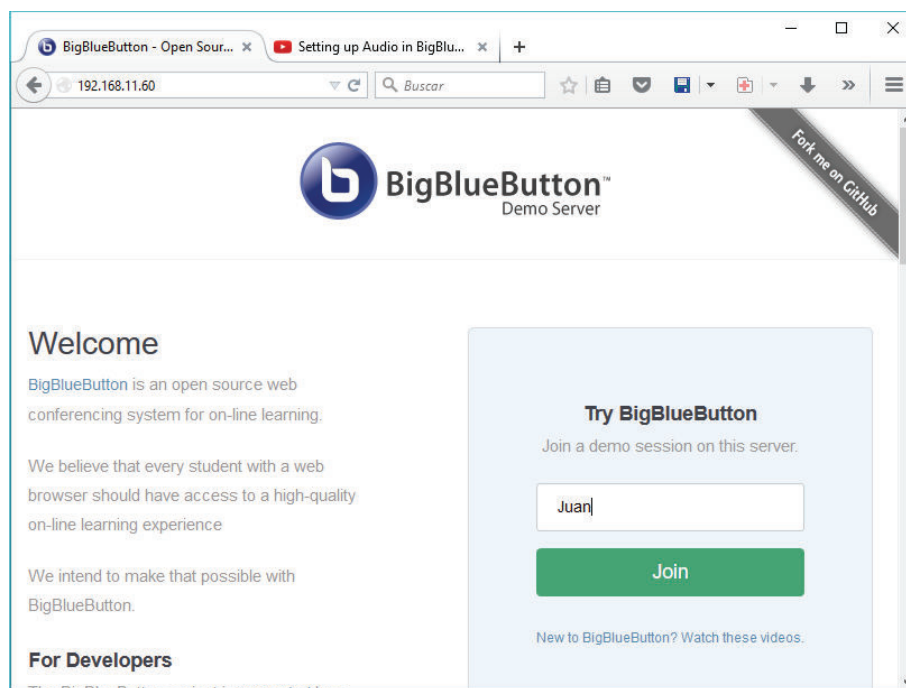 BigBlueButton - Open Sour...
Setting up Audio in BigBlu...
192.168.11.60
Buscar
Fork me on GitHub
BigBlueButton™
Demo Server
Welcome
BigBlueButton is an open source web
conferencing system for on-line learning.
We believe that every student with a web
browser should have access to a high-quality
on-line learning experience
We intend to make that possible with
BigBlueButton.
For Developers
Try BigBlueButton
Join a demo session on this server.
Juan
Join
New to BigBlueButton? Watch these videos.